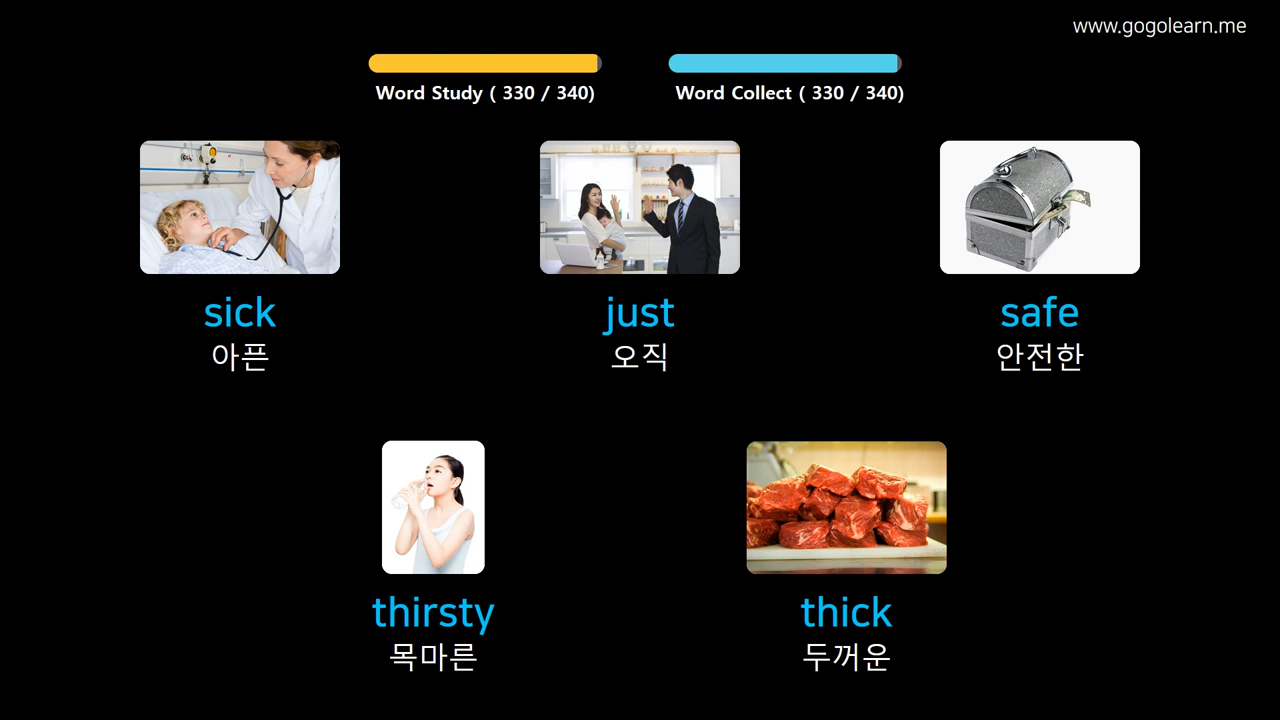 www.gogolearn.me
Word Study ( 330 / 340)
Word Collect ( 330 / 340)
sick
아픈
just
오직
safe
안전한
thirsty
목마른
thick
두꺼운